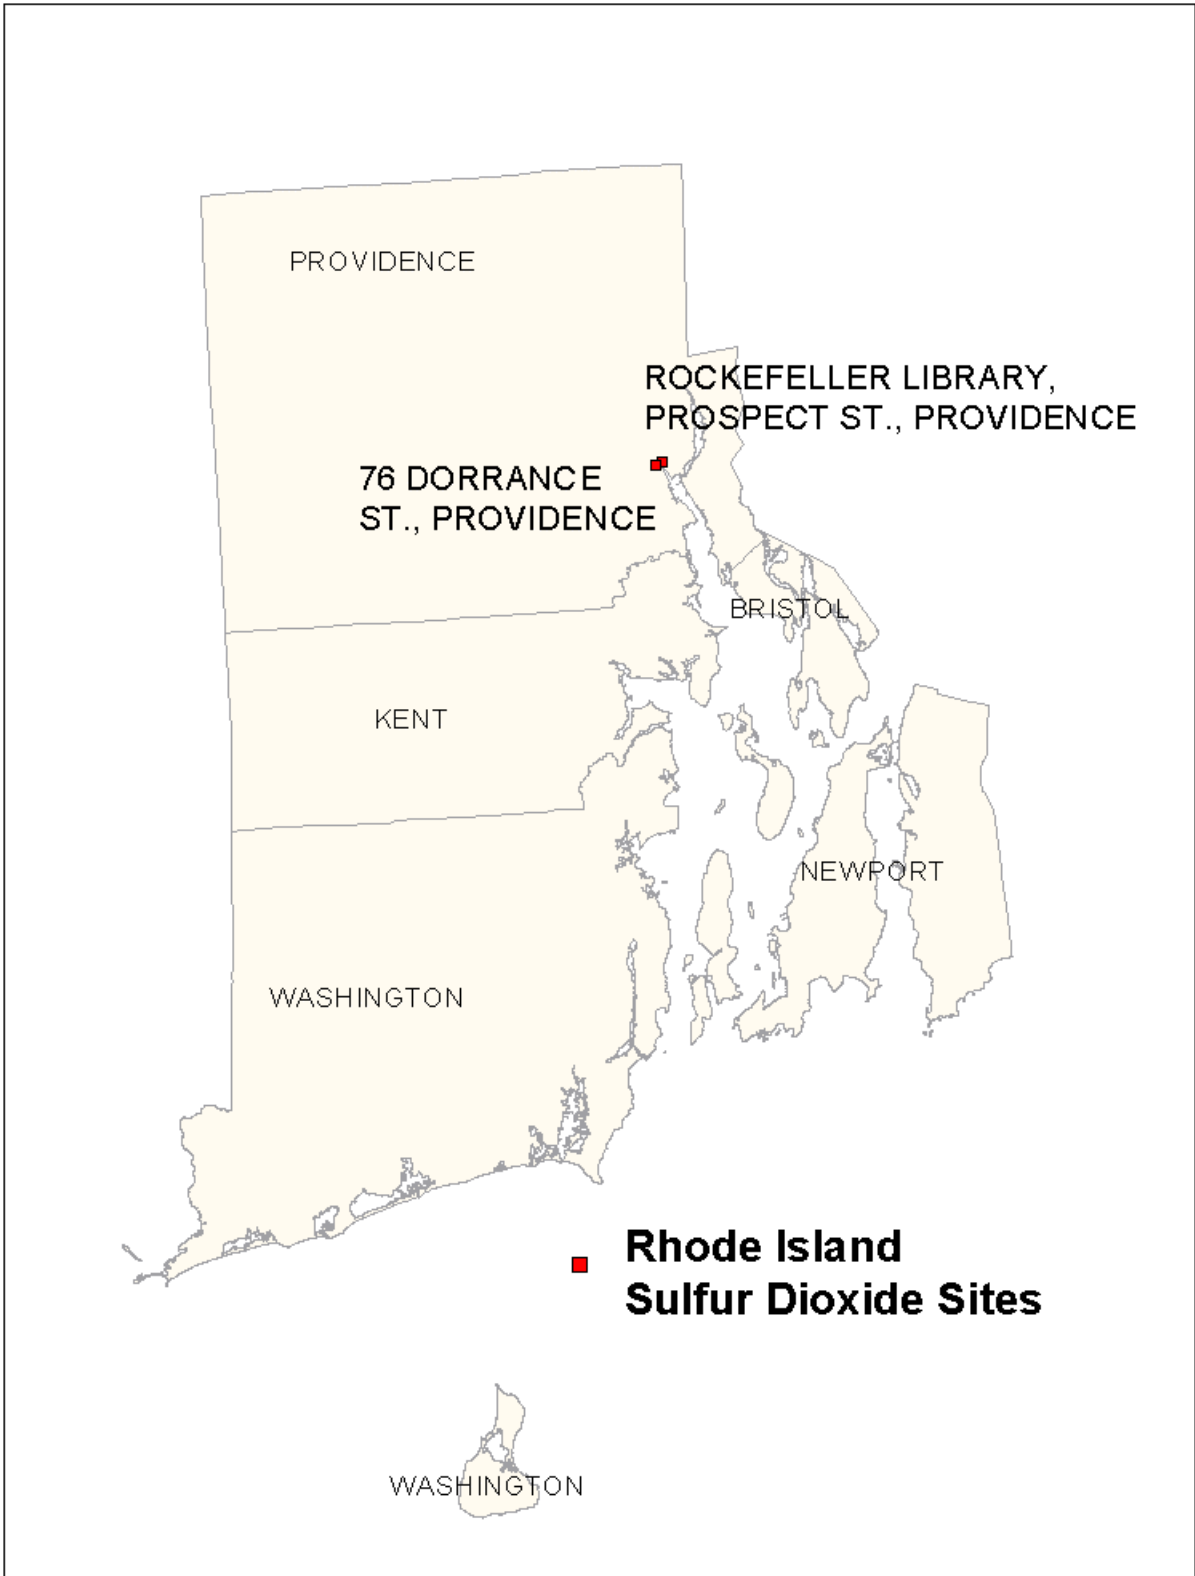 PROVIDENCE
ROCKEFELLER LIBRARY,
PROSPECT ST., PROVIDENCE
76 DORRANCE
ST., PROVIDENCE
BRISTOL
KENT
NEWPORT
WASHINGTON
Rhode Island
Sulfur Dioxide Sites
WASHINGTON